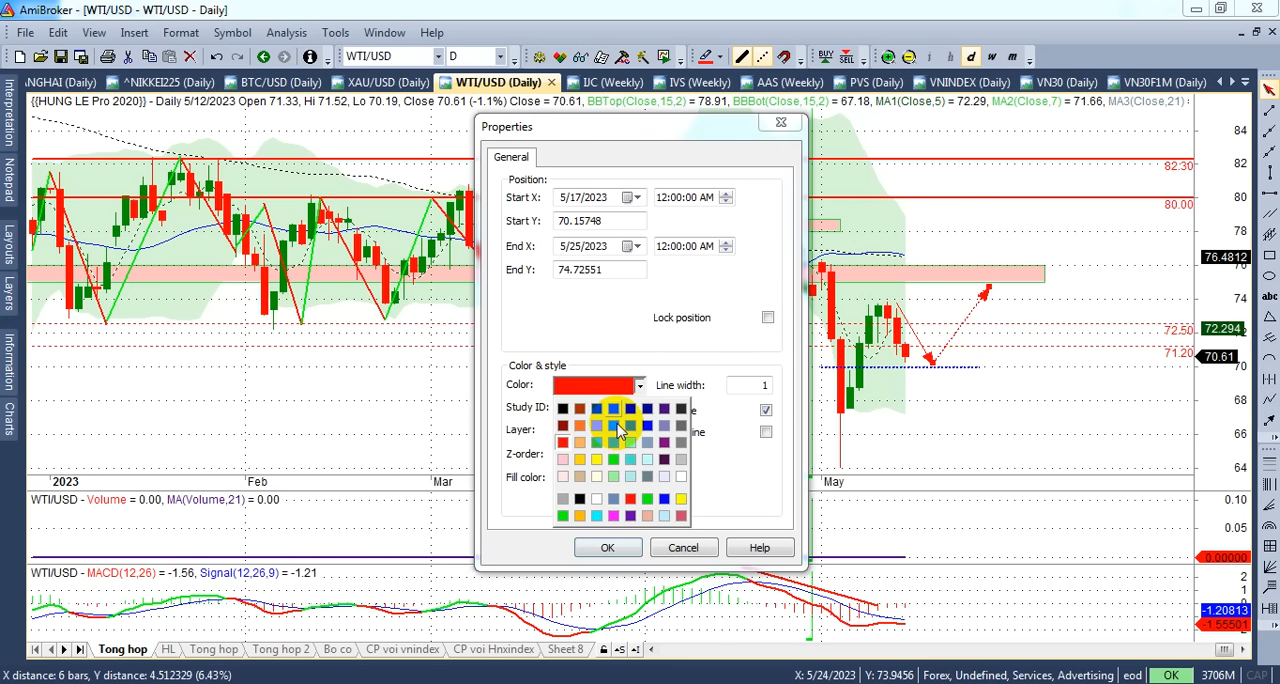 AmiBroker - [WTI/USD - WTI/USD - Daily]
File Edit View Insert Format Symbol Analysis Tools Window Help
WTI/USD D BUY SELL i h d w m
NGHAI (Daily) ^NIKKEI225 (Daily) BTC/USD (Daily) XAU/USD (Daily) WTI/USD (Daily) IJC (Weekly) IVS (Weekly) AAS (Weekly) PVS (Daily) VNINDEX (Daily) VN30 (Daily) VN30F1M (Daily)
{{HUNG LE Pro 2020}} - Daily 5/12/2023 Open 71.33, Hi 71.52, Lo 70.19, Close 70.61 (-1.1%) Close = 70.61, BBTop(Close,15,2) = 78.91, BBBot(Close,15,2) = 67.18, MA1(Close,5) = 72.29, MA2(Close,7) = 71.66, MA3(Close,21)
Interpretation
Notepad
Layouts
Layers
Information
Charts
abc
Properties
General
Position:
Start X: 5/17/2023 12:00:00 AM
Start Y: 70.15748
End X: 5/25/2023 12:00:00 AM
End Y: 74.72551
Lock position
Color & style
Color: Line width: 1
Study ID:
Layer:
Z-order:
Fill color:
OK Cancel Help
84
82
82.30
80
80.00
78
76.4812
76
74
72.50
72.294
71.20
70.61
70
68
66
64
2023 Feb Mar May
WTI/USD - Volume = 0.00, MA(Volume,21) = 0.00
0.10
0.05
0.00000
WTI/USD - MACD(12,26) = -1.56, Signal(12,26,9) = -1.21
2
1
0
-1.20813
-1.55501
Tong hop HL Tong hop Tong hop 2 Bo co CP voi vnindex CP voi Hnxindex Sheet 8
X distance: 6 bars, Y distance: 4.512329 (6.43%) X: 5/24/2023 Y: 73.9456 Forex, Undefined, Services, Advertising eod OK 3706M CAP